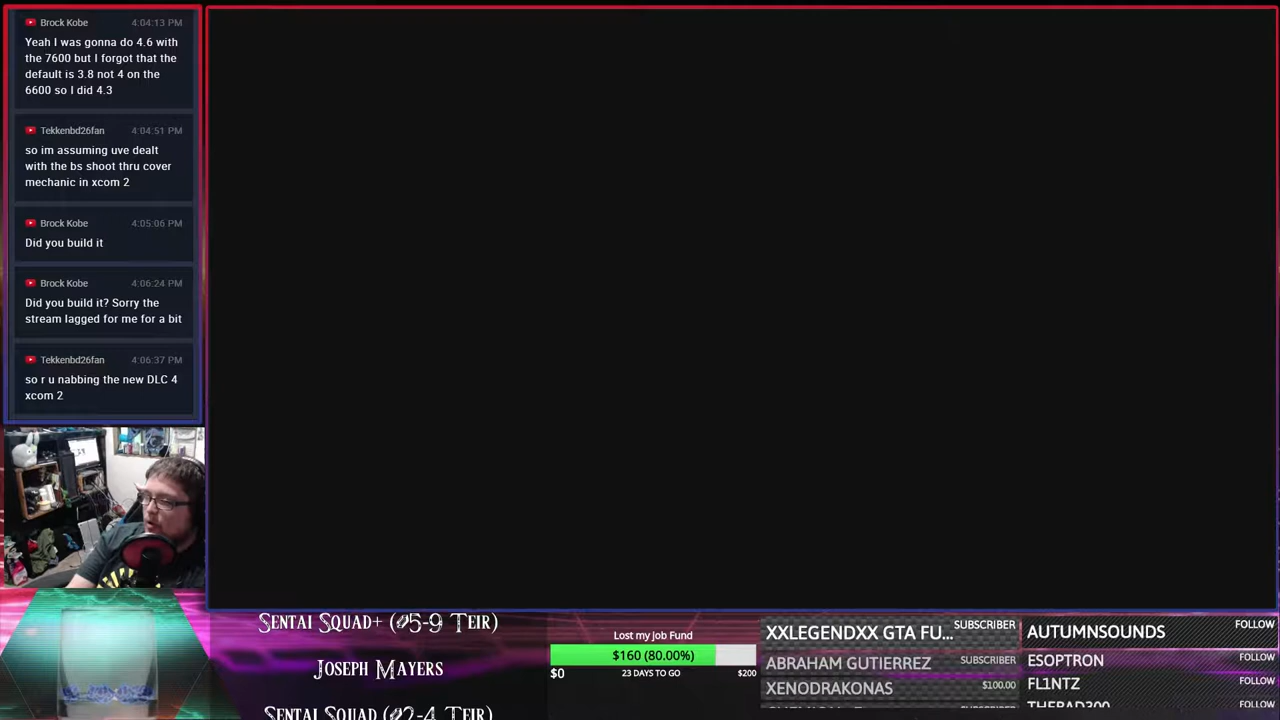 Brock Kobe 4:04:13 PM
Yeah I was gonna do 4.6 with
the 7600 but I forgot that the
default is 3.8 not 4 on the
6600 so I did 4.3
Tekkenbd26fan 4:04:51 PM
so im assuming uve dealt
with the bs shoot thru cover
mechanic in xcom 2
Brock Kobe 4:05:06 PM
Did you build it
Brock Kobe 4:06:24 PM
Did you build it? Sorry the
stream lagged for me for a bit
Tekkenbd26fan 4:06:37 PM
so r u nabbing the new DLC 4
xcom 2
Sentai Squad+ (#5-9 Teir)
Joseph Mayers
Sentai Squad (#2-4 Teir)
Lost my Job Fund
$160 (80.00%)
$0 23 DAYS TO GO $200
XXLEGENDXX GTA FU... SUBSCRIBER
ABRAHAM GUTIERREZ SUBSCRIBER
XENODRAKONAS $100.00
AUTUMNSOUNDS FOLLOW
ESOPTRON FOLLOW
FL1NTZ FOLLOW
THEBAD300 FOLLOW